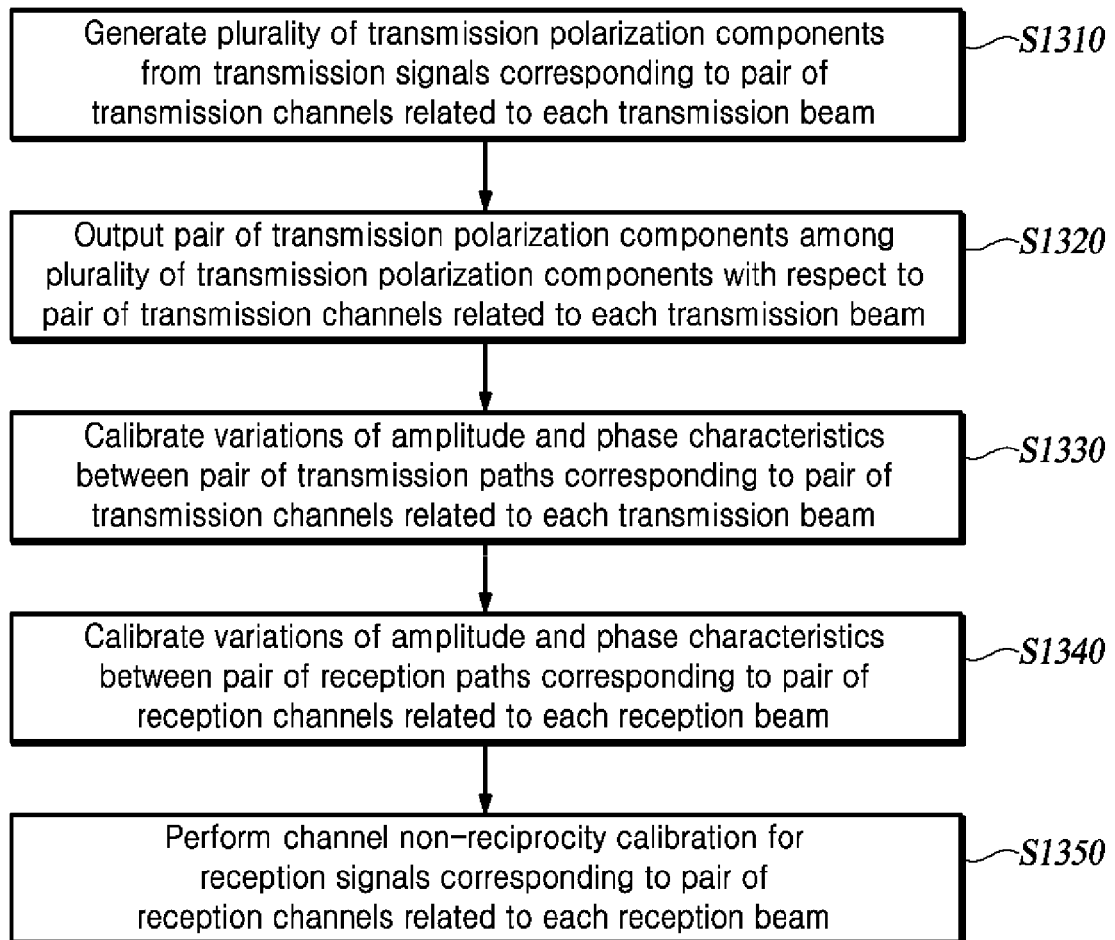 Generate plurality of transmission polarization components
from transmission signals corresponding to pair of
transmission channels related to each transmission beam
S1310
Output pair of transmission polarization components among
plurality of transmission polarization components with respect to
pair of transmission channels related to each transmission beam
S1320
Calibrate variations of amplitude and phase characteristics
between pair of transmission paths corresponding to pair of
transmission channels related to each transmission beam
S1330
Calibrate variations of amplitude and phase characteristics
between pair of reception paths corresponding to pair of
reception channels related to each reception beam
S1340
Perform channel non-reciprocity calibration for
reception signals corresponding to pair of
reception channels related to each reception beam
S1350